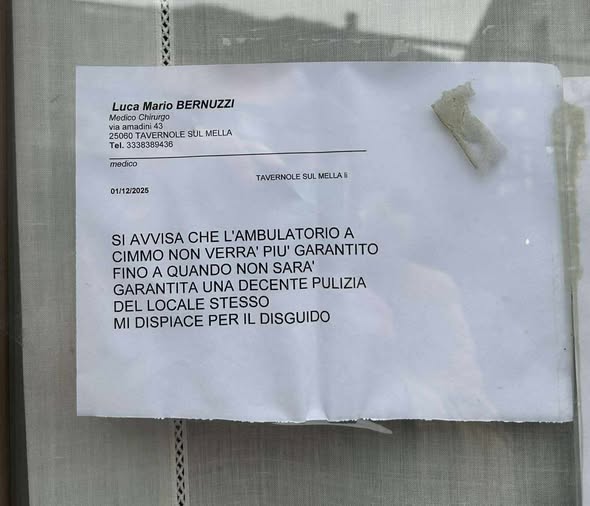 Luca Mario BERNUZZI
Medico Chirurgo
via amadini 43
25060 TAVERNOLE SUL MELLA
Tel. 3338389436
medico
TAVERNOLE SUL MELLA li
01/12/2025
SI AVVISA CHE L'AMBULATORIO A
CIMMO NON VERRA' PIU' GARANTITO
FINO A QUANDO NON SARA'
GARANTITA UNA DECENTE PULIZIA
DEL LOCALE STESSO
MI DISPIACE PER IL DISGUIDO